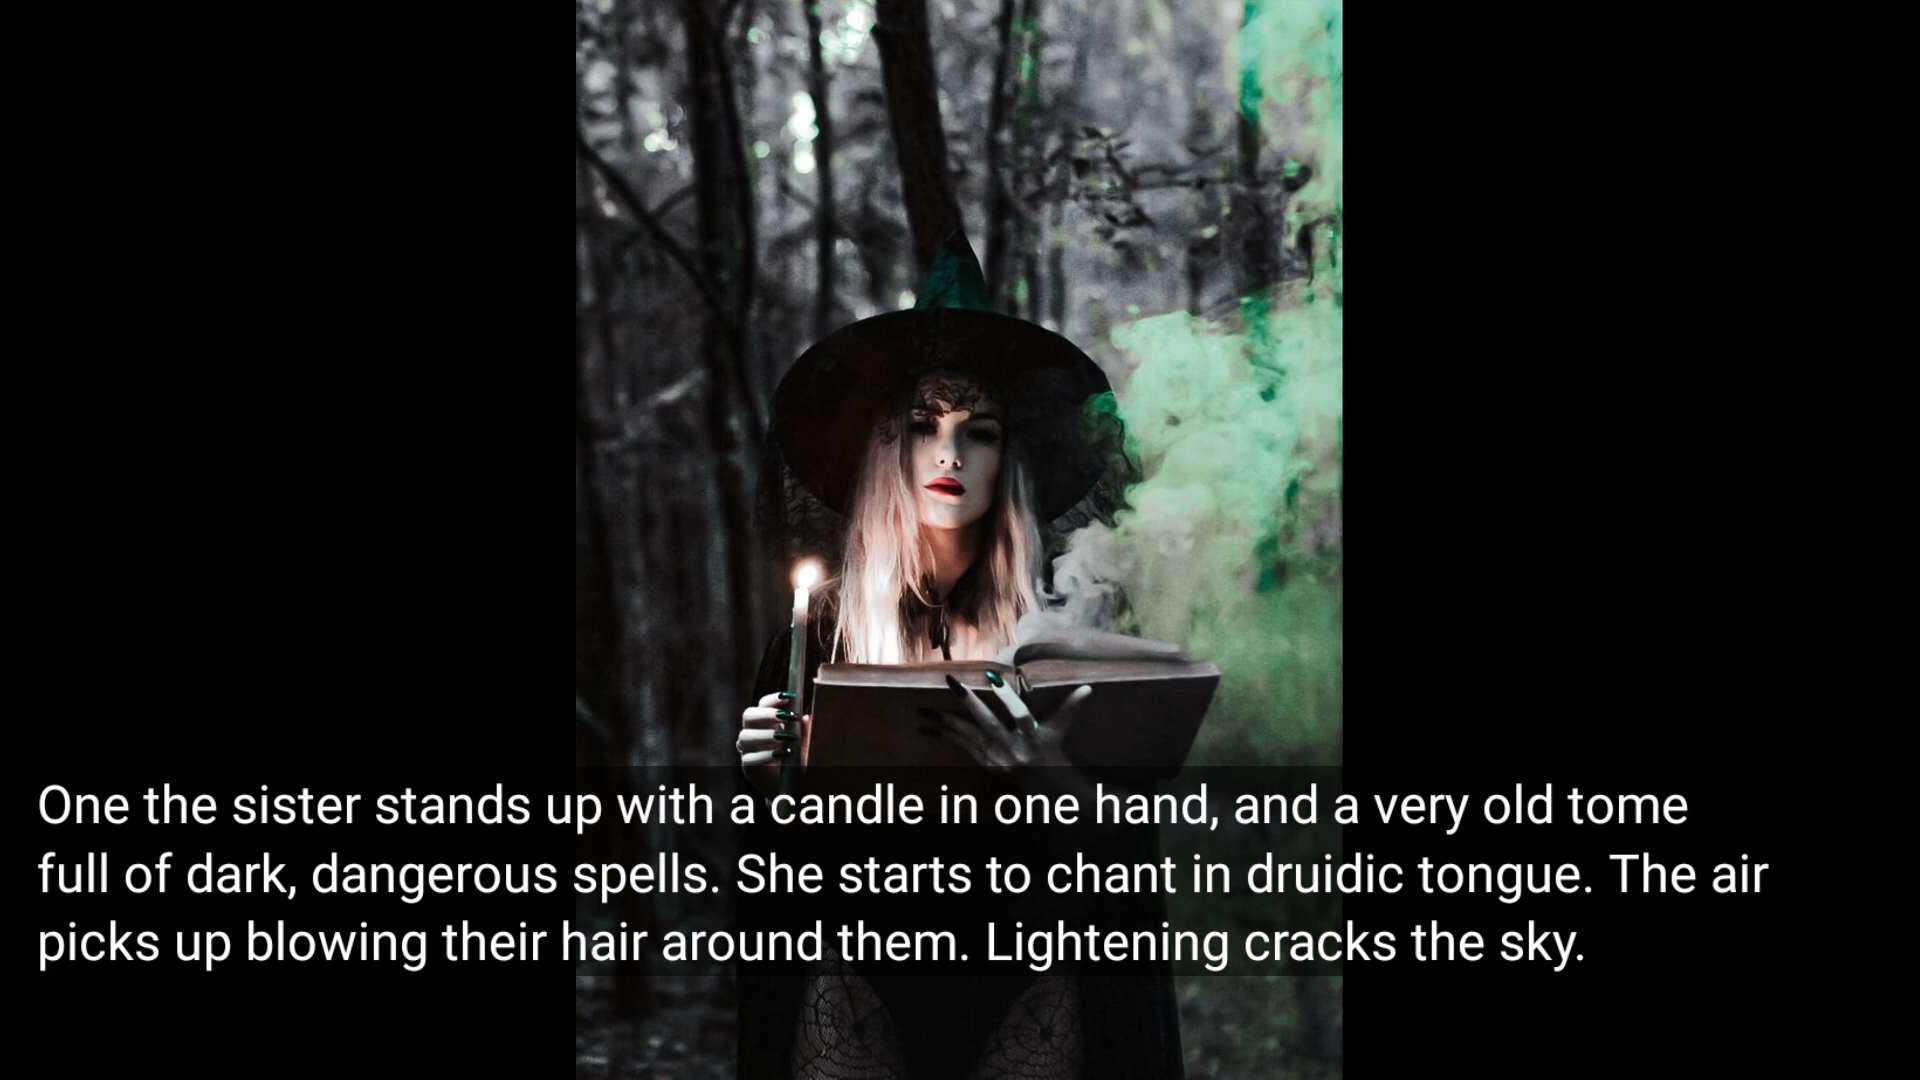 One the sister stands up with a candle in one hand, and a very old tome
full of dark, dangerous spells. She starts to chant in druidic tongue. The air
picks up blowing their hair around them. Lightening cracks the sky.